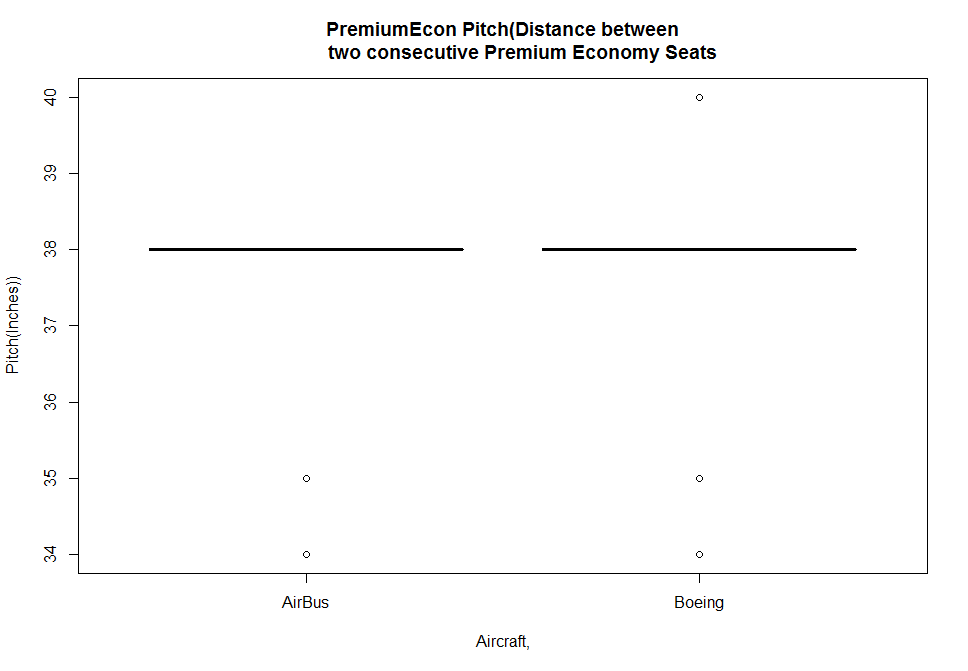 PremiumEcon Pitch(Distance between
two consecutive Premium Economy Seats
40
39
38
37
36
35
34
Pitch(Inches))
AirBus
Boeing
Aircraft,